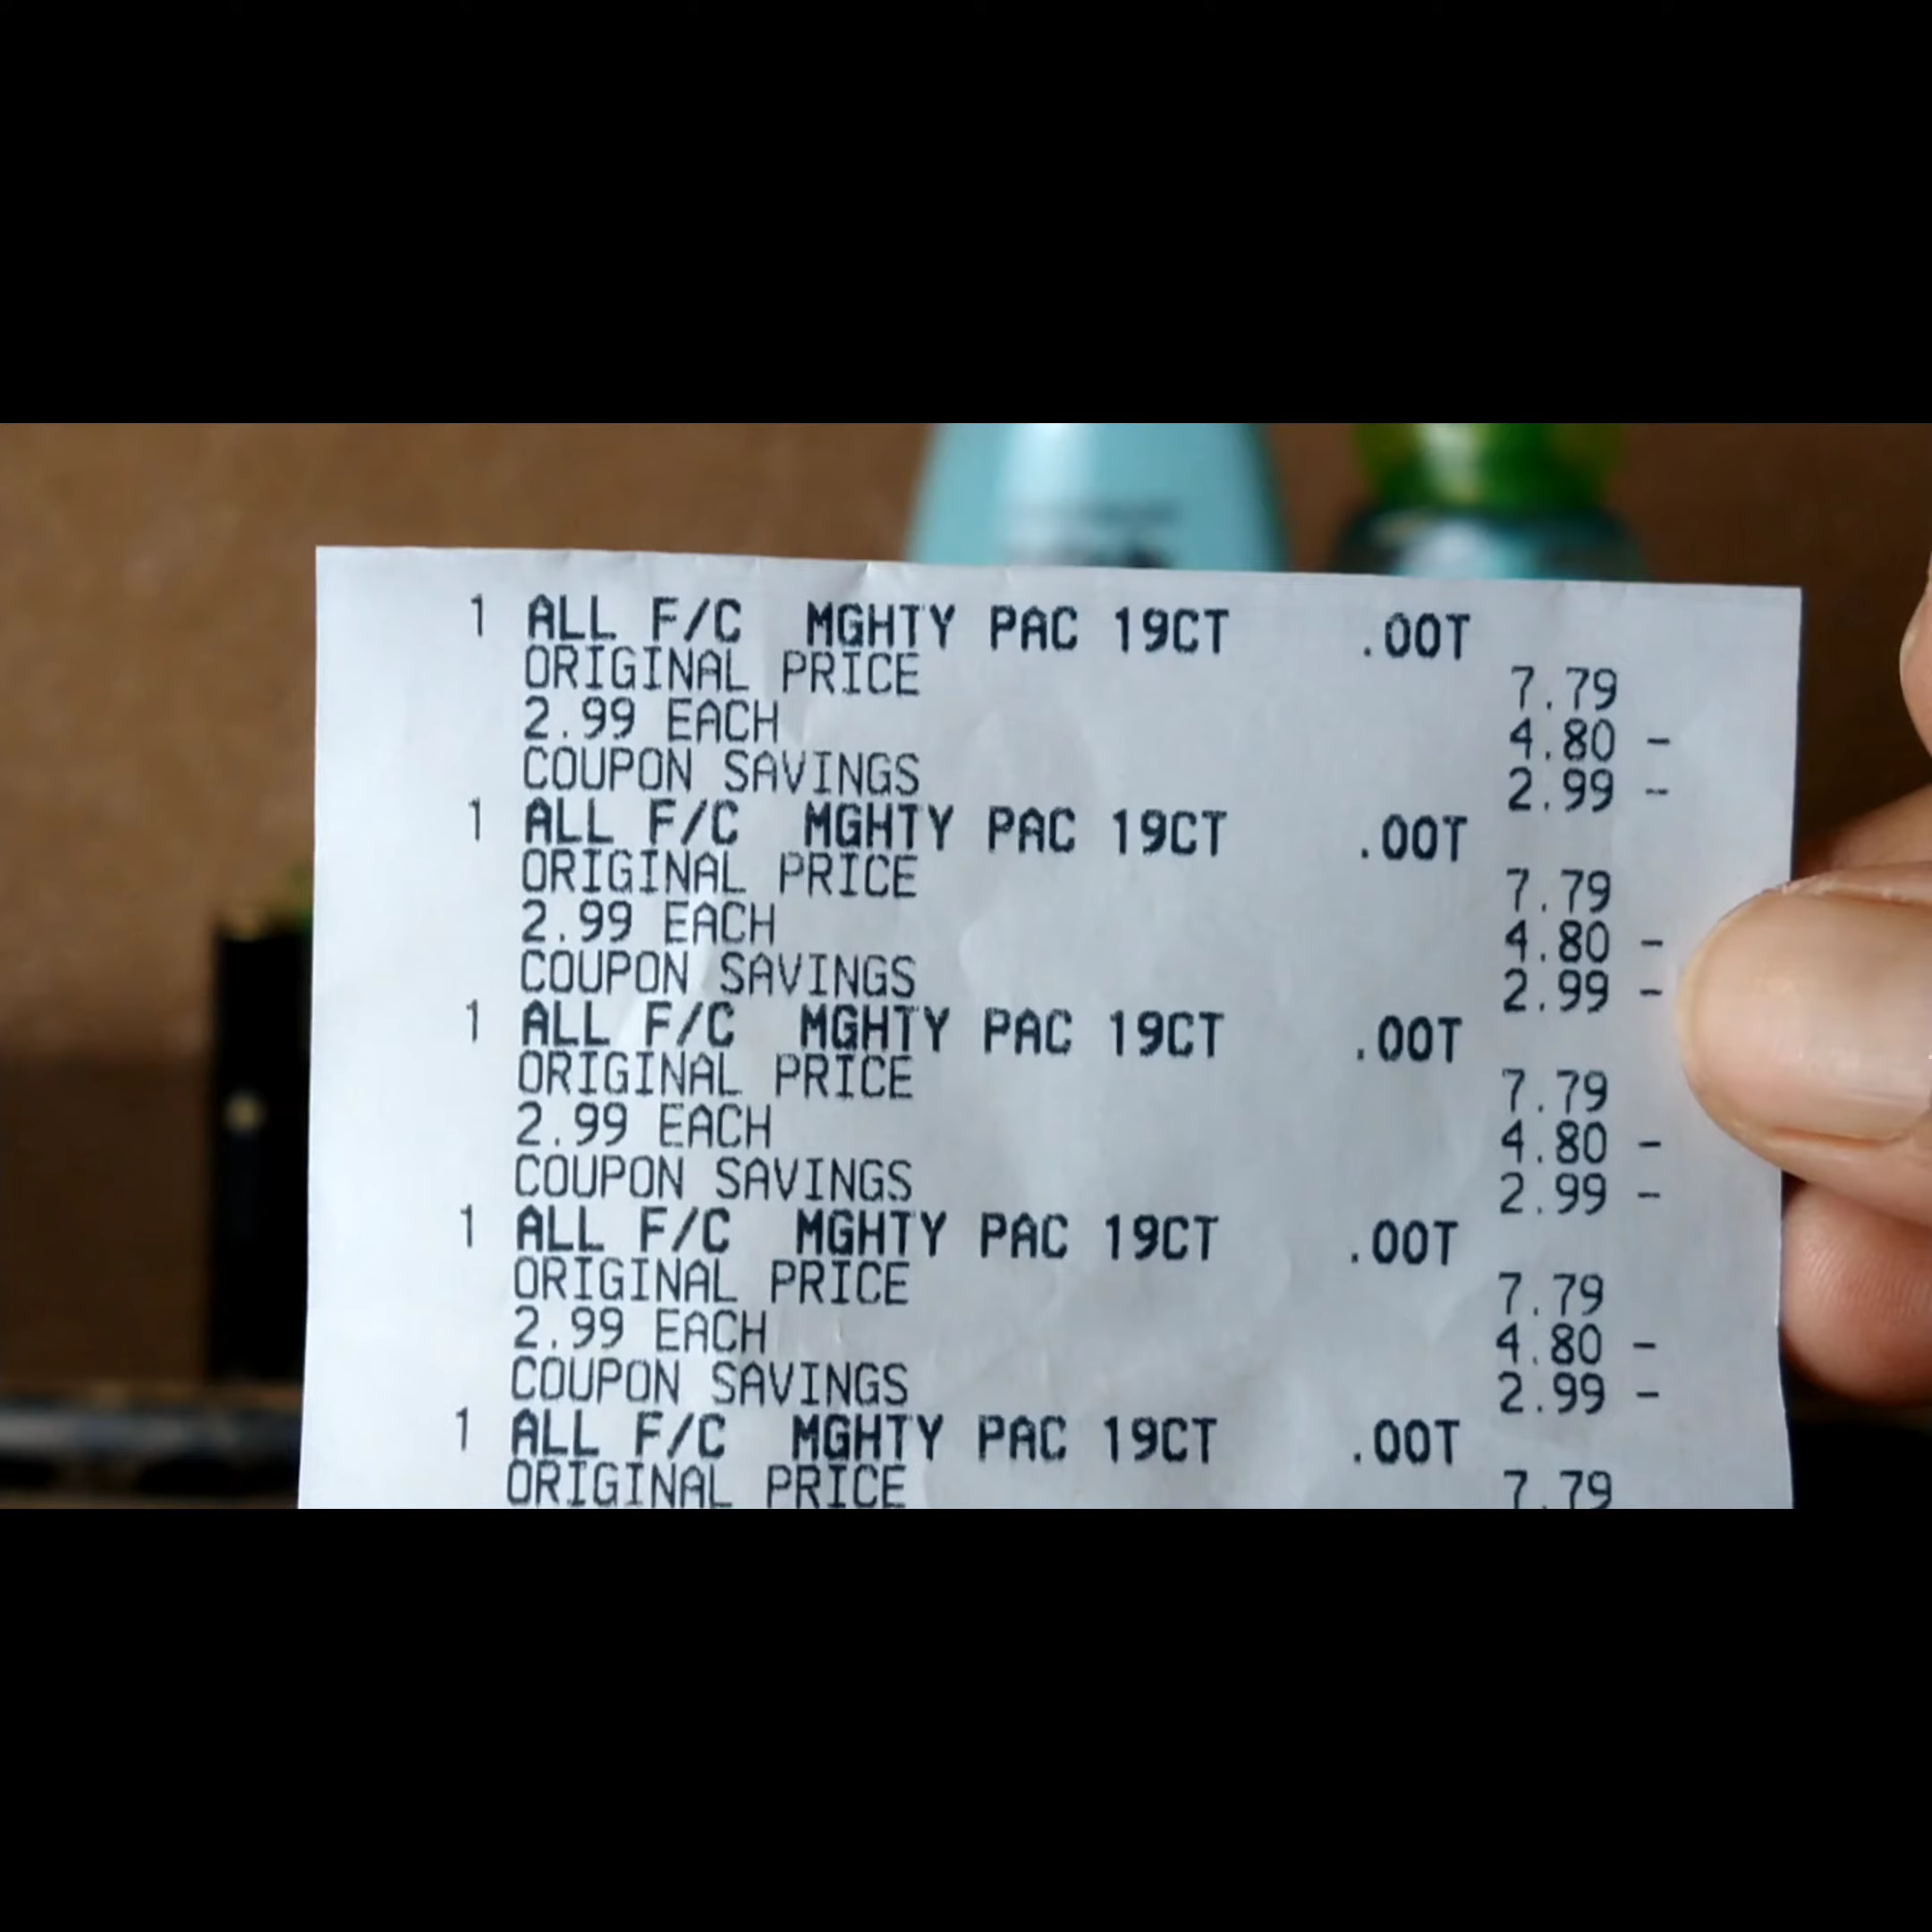 1 ALL F/C MGHTY PAC 19CT .00T
ORIGINAL PRICE 7.79
2.99 EACH 4.80 -
COUPON SAVINGS 2.99 -
1 ALL F/C MGHTY PAC 19CT .00T
ORIGINAL PRICE 7.79
2.99 EACH 4.80 -
COUPON SAVINGS 2.99 -
1 ALL F/C MGHTY PAC 19CT .00T
ORIGINAL PRICE 7.79
2.99 EACH 4.80 -
COUPON SAVINGS 2.99 -
1 ALL F/C MGHTY PAC 19CT .00T
ORIGINAL PRICE 7.79
2.99 EACH 4.80 -
COUPON SAVINGS 2.99 -
1 ALL F/C MGHTY PAC 19CT .00T
ORIGINAL PRICE 7.79